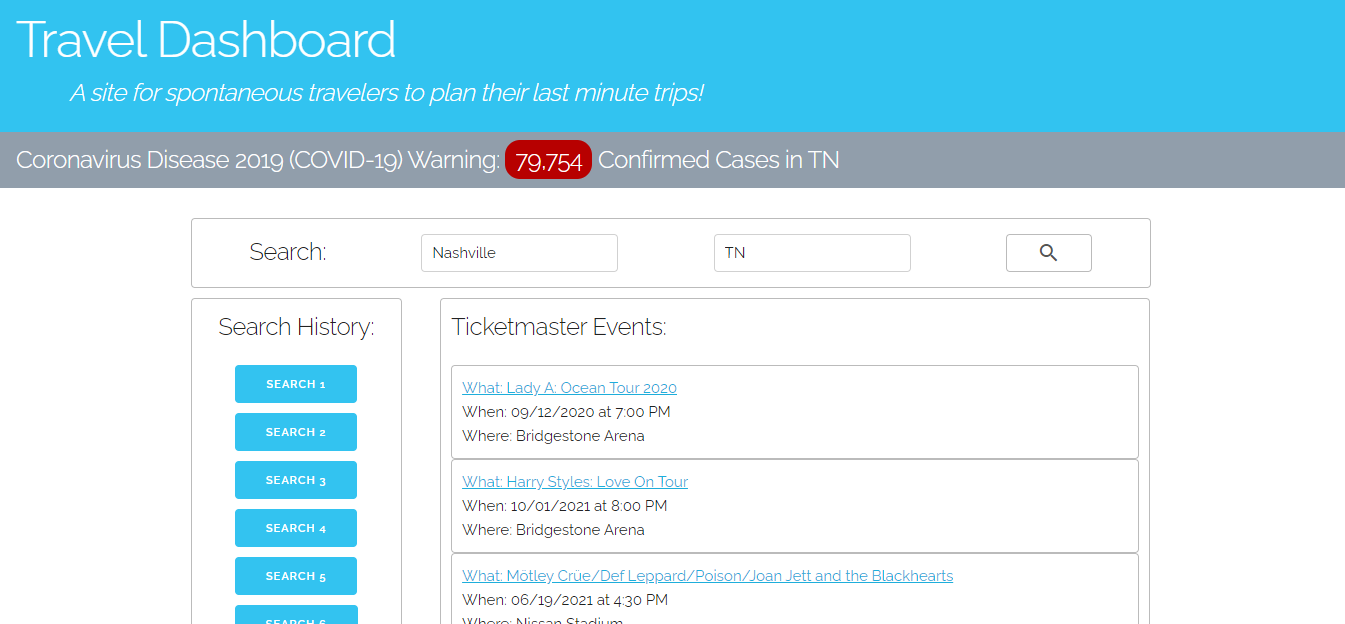 Travel Dashboard
A site for spontaneous travelers to plan their last minute trips!
Coronavirus Disease 2019 (COVID-19) Warning: 79,754 Confirmed Cases in TN
Search: Nashville TN
Search History:
SEARCH 1
SEARCH 2
SEARCH 3
SEARCH 4
SEARCH 5
SEARCH 6
Ticketmaster Events:
What: Lady A: Ocean Tour 2020
When: 09/12/2020 at 7:00 PM
Where: Bridgestone Arena
What: Harry Styles: Love On Tour
When: 10/01/2021 at 8:00 PM
Where: Bridgestone Arena
What: Mötley Crüe/Def Leppard/Poison/Joan Jett and the Blackhearts
When: 06/19/2021 at 4:30 PM
Where: Nissan Stadium